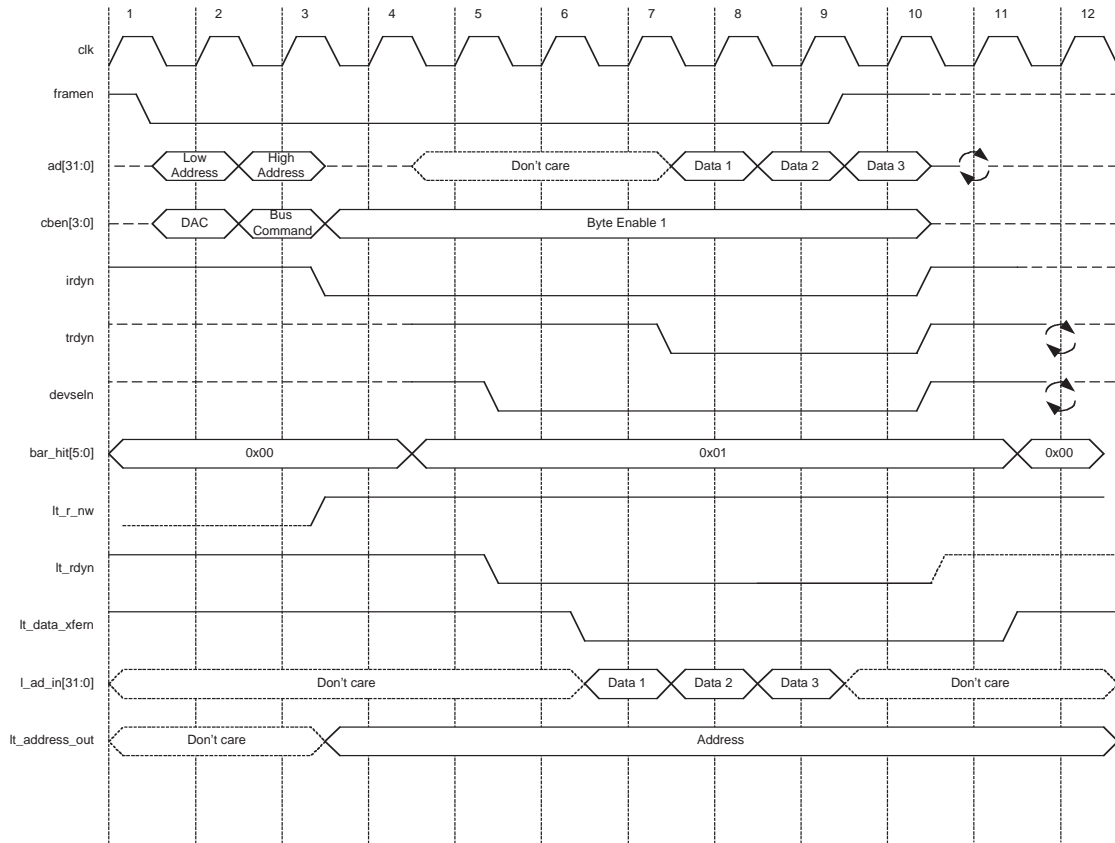 1 2 3 4 5 6 7 8 9 10 11 12
clk
framen
ad[31:0] Low Address High Address Don't care Data 1 Data 2 Data 3
cben[3:0] DAC Bus Command Byte Enable 1
irdyn
trdyn
devseln
bar_hit[5:0] 0x00 0x01 0x00
lt_r_nw
lt_rdyn
lt_data_xfern
l_ad_in[31:0] Don't care Data 1 Data 2 Data 3 Don't care
lt_address_out Don't care Address